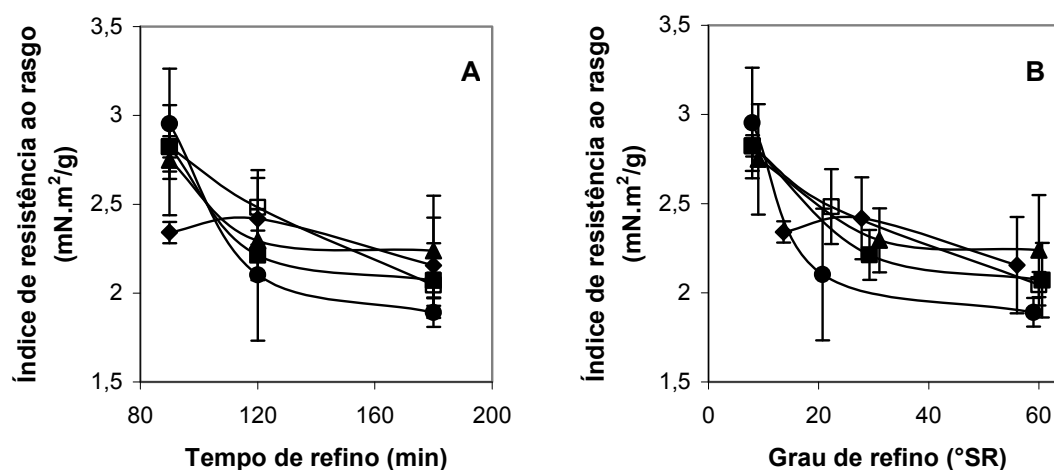 Índice de resistência ao rasgo
(mN.m²/g)
3,5
3
2,5
2
1,5
A
80
120
160
200
Tempo de refino (min)
Índice de resistência ao rasgo
(mN.m²/g)
3,5
3
2,5
2
1,5
B
0
20
40
60
Grau de refino (°SR)